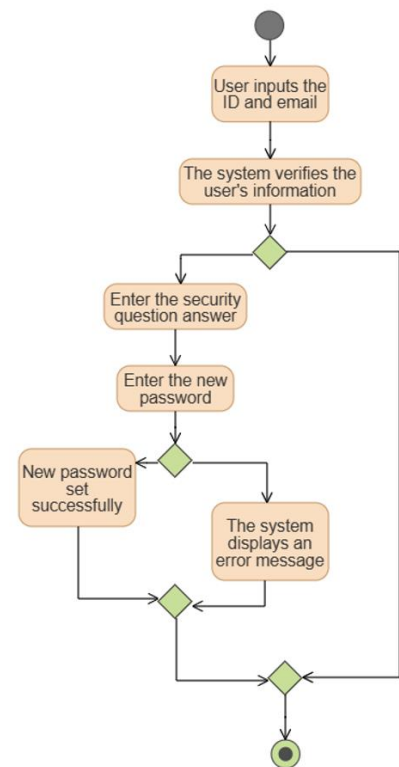 User inputs the
ID and email
The system verifies the
user's information
Enter the security
question answer
Enter the new
password
New password
set
successfully
The system
displays an
error message